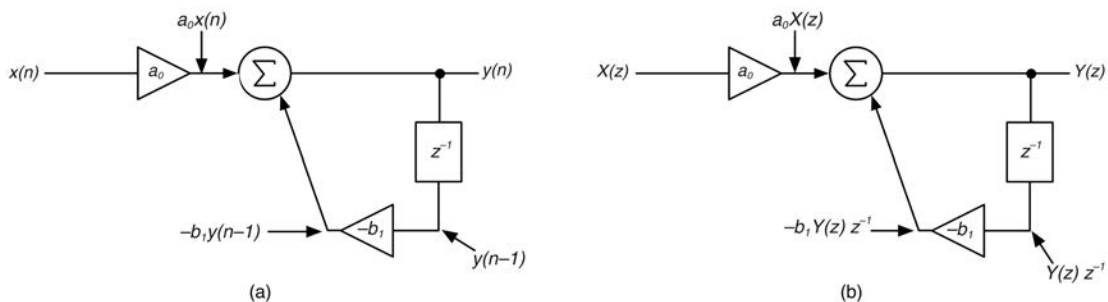 a₀x(n)
x(n)
a₀
Σ
y(n)
z⁻¹
–b₁y(n–1)
–b₁
y(n–1)
(a)
a₀X(z)
X(z)
a₀
Σ
Y(z)
z⁻¹
–b₁Y(z) z⁻¹
–b₁
Y(z) z⁻¹
(b)